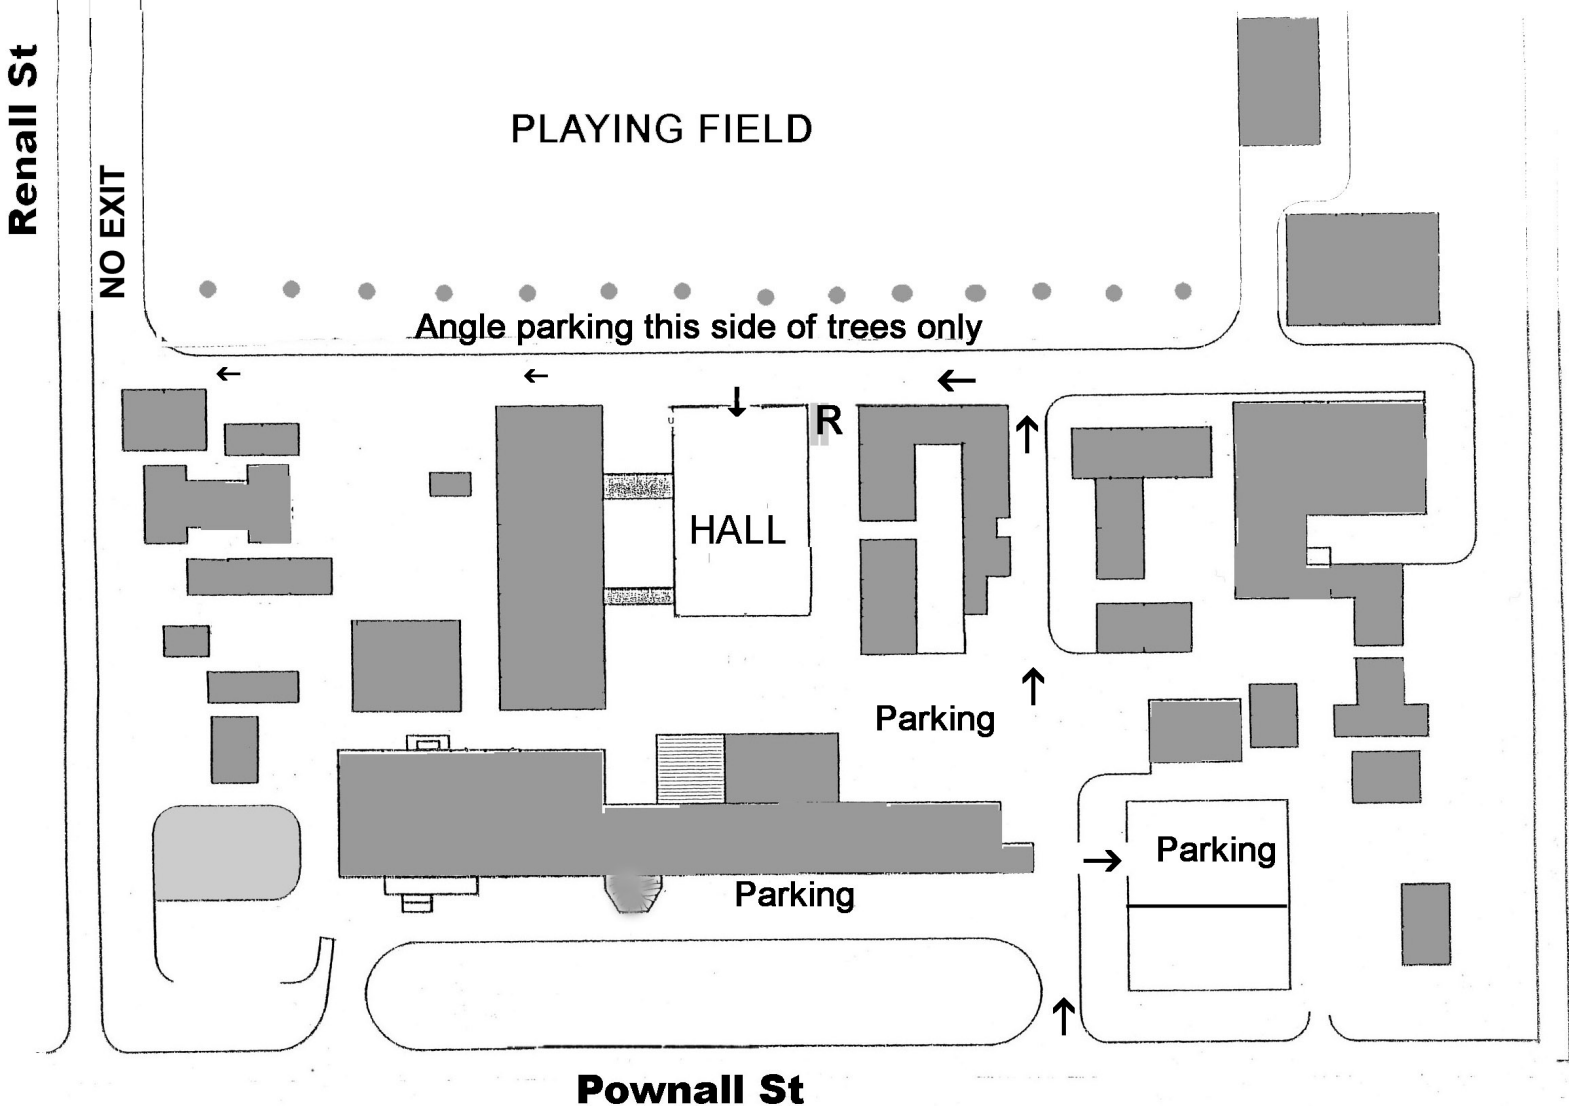 Renall St
NO EXIT
PLAYING FIELD
Angle parking this side of trees only
R
HALL
Parking
Parking
Parking
Pownall St